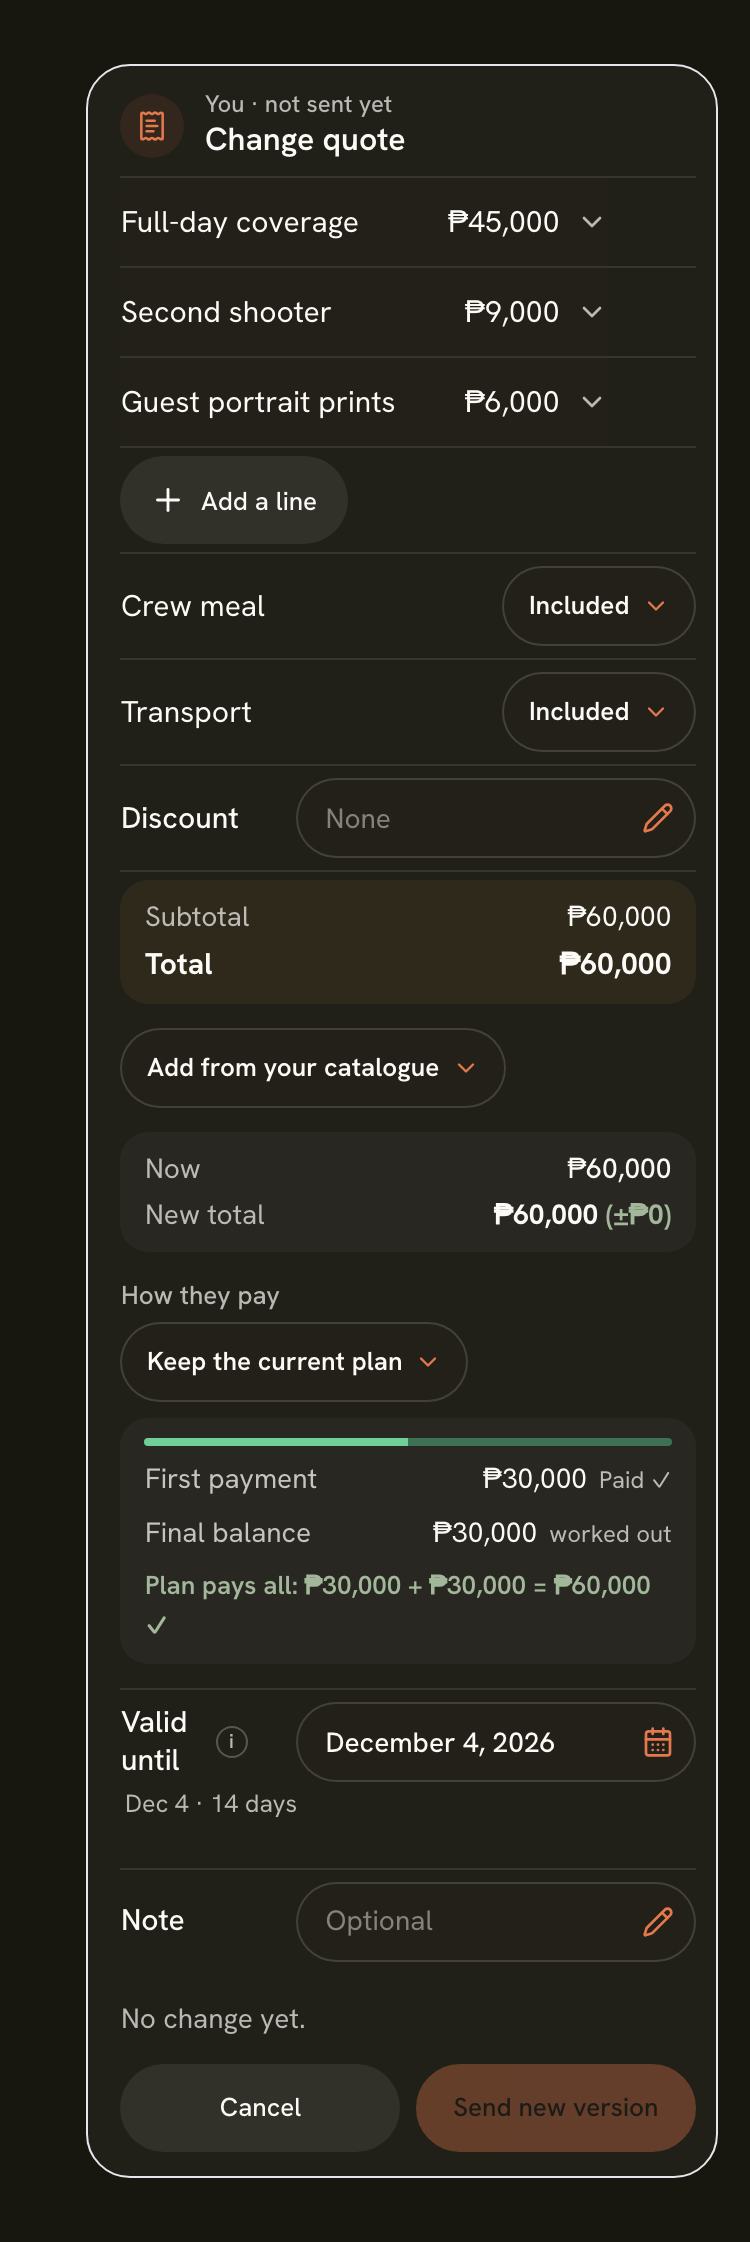 You · not sent yet
Change quote
Full-day coverage ₱45,000
Second shooter ₱9,000
Guest portrait prints ₱6,000
Add a line
Crew meal Included
Transport Included
Discount None
Subtotal ₱60,000
Total ₱60,000
Add from your catalogue
Now ₱60,000
New total ₱60,000 (±₱0)
How they pay
Keep the current plan
First payment ₱30,000 Paid ✓
Final balance ₱30,000 worked out
Plan pays all: ₱30,000 + ₱30,000 = ₱60,000
✓
Valid
until i December 4, 2026
Dec 4 · 14 days
Note Optional
No change yet.
Cancel Send new version